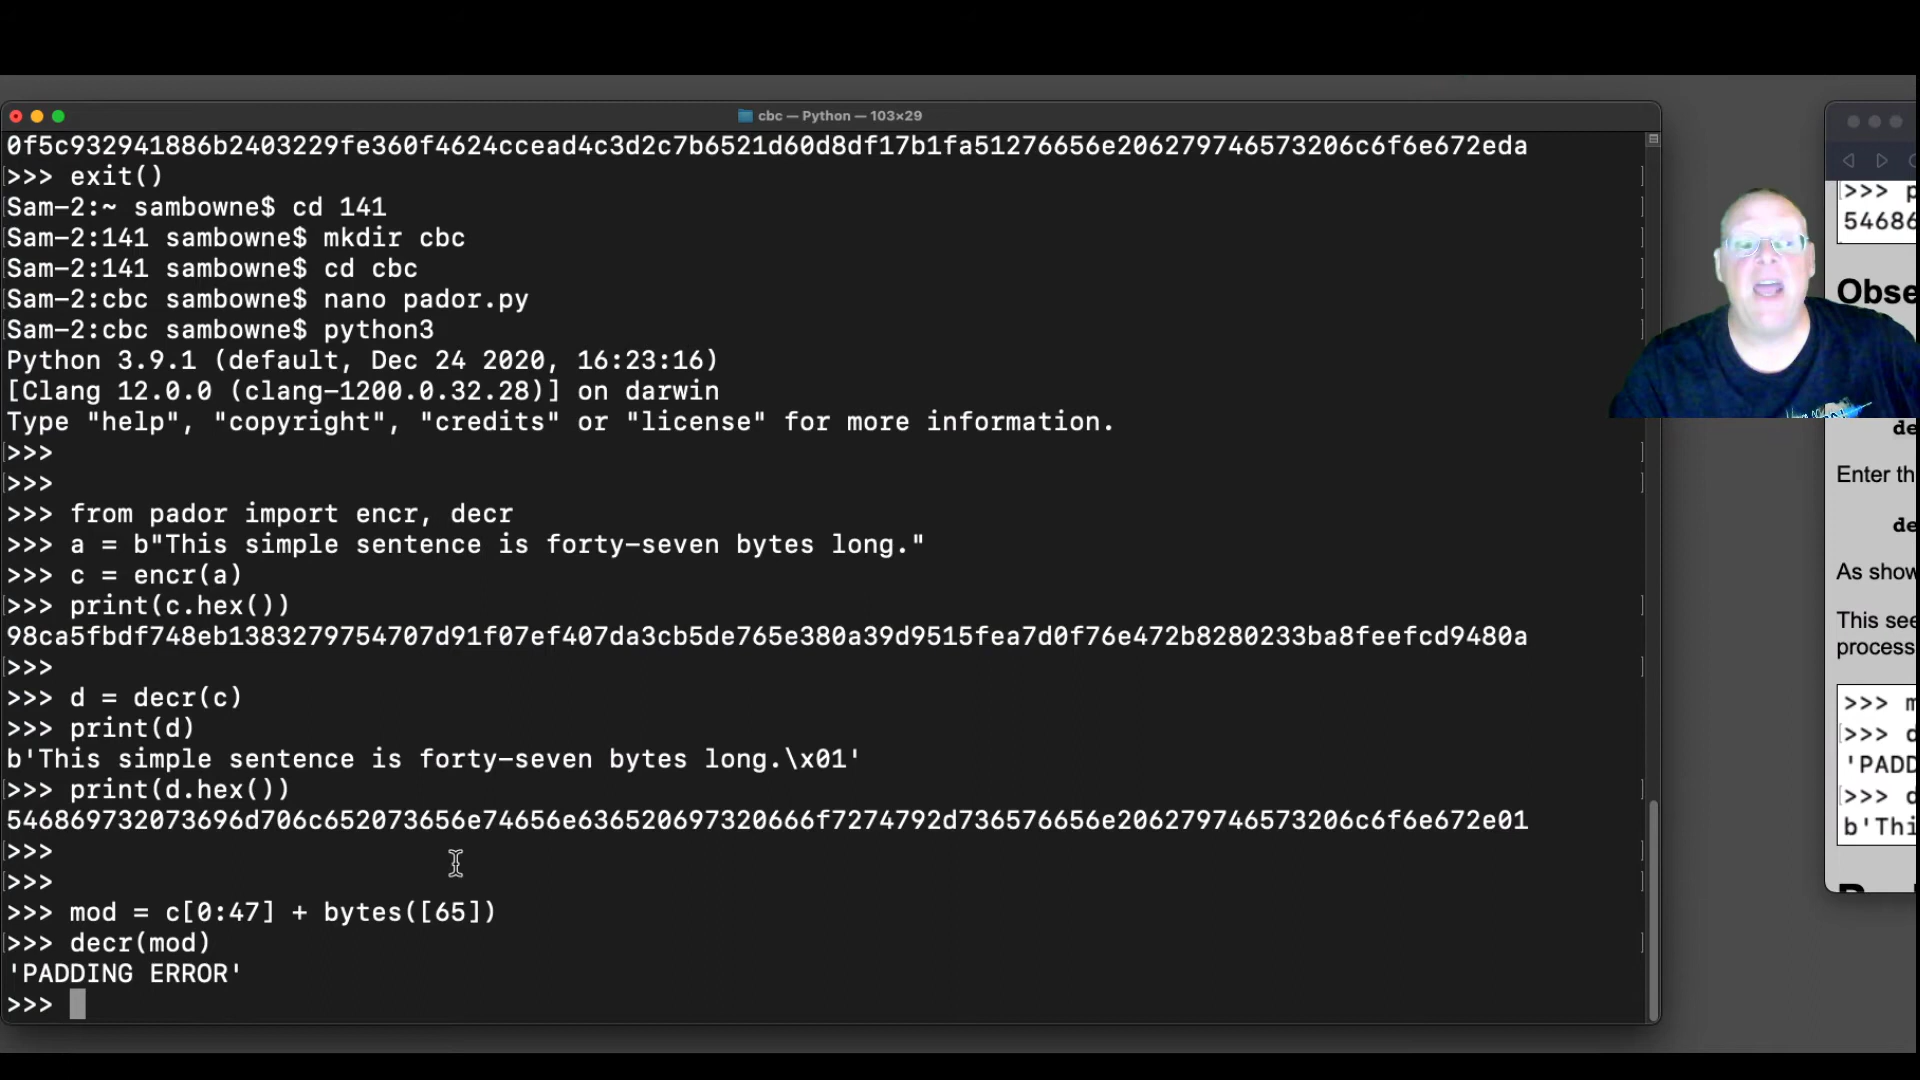 cbc — Python — 103×29
0f5c932941886b2403229fe360f4624ccead4c3d2c7b6521d60d8df17b1fa51276656e206279746573206c6f6e672eda
>>> exit()
Sam-2:~ sambowne$ cd 141
Sam-2:141 sambowne$ mkdir cbc
Sam-2:141 sambowne$ cd cbc
Sam-2:cbc sambowne$ nano pador.py
Sam-2:cbc sambowne$ python3
Python 3.9.1 (default, Dec 24 2020, 16:23:16)
[Clang 12.0.0 (clang-1200.0.32.28)] on darwin
Type "help", "copyright", "credits" or "license" for more information.
>>>
>>>
>>> from pador import encr, decr
>>> a = b"This simple sentence is forty-seven bytes long."
>>> c = encr(a)
>>> print(c.hex())
98ca5fbdf748eb1383279754707d91f07ef407da3cb5de765e380a39d9515fea7d0f76e472b8280233ba8feefcd9480a
>>>
>>> d = decr(c)
>>> print(d)
b'This simple sentence is forty-seven bytes long.\x01'
>>> print(d.hex())
546869732073696d706c652073656e74656e636520697320666f7274792d736576656e206279746573206c6f6e672e01
>>>
>>>
>>> mod = c[0:47] + bytes([65])
>>> decr(mod)
'PADDING ERROR'
>>>
>>> p
54686
Obse
de
Enter th
de
As show
This see
process
>>> m
>>> d
'PADD
>>> d
b'Thi